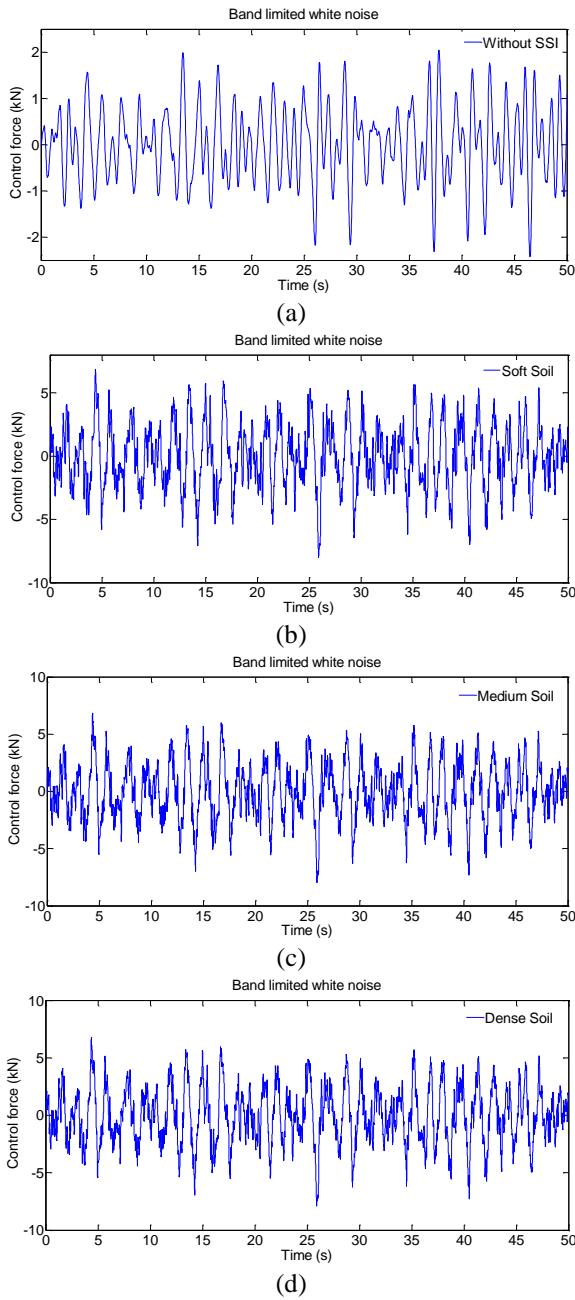 Band limited white noise
Without SSI
Control force (kN)
2
1
0
-1
-2
0 5 10 15 20 25 30 35 40 45 50
Time (s)
(a)
Band limited white noise
Soft Soil
Control force (kN)
5
0
-5
-10
0 5 10 15 20 25 30 35 40 45 50
Time (s)
(b)
Band limited white noise
Medium Soil
Control force (kN)
10
5
0
-5
-10
0 5 10 15 20 25 30 35 40 45 50
Time (s)
(c)
Band limited white noise
Dense Soil
Control force (kN)
10
5
0
-5
-10
0 5 10 15 20 25 30 35 40 45 50
Time (s)
(d)